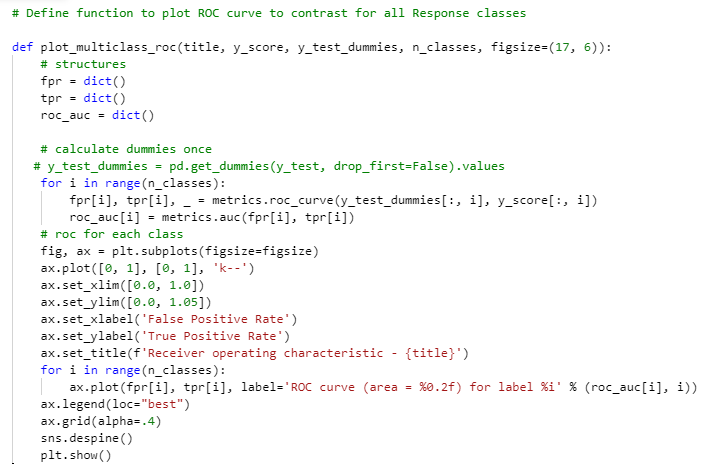 # Define function to plot ROC curve to contrast for all Response classes
def plot_multiclass_roc(title, y_score, y_test_dummies, n_classes, figsize=(17, 6)):
    # structures
    fpr = dict()
    tpr = dict()
    roc_auc = dict()
    # calculate dummies once
   # y_test_dummies = pd.get_dummies(y_test, drop_first=False).values
    for i in range(n_classes):
        fpr[i], tpr[i], _ = metrics.roc_curve(y_test_dummies[:, i], y_score[:, i])
        roc_auc[i] = metrics.auc(fpr[i], tpr[i])
    # roc for each class
    fig, ax = plt.subplots(figsize=figsize)
    ax.plot([0, 1], [0, 1], 'k--')
    ax.set_xlim([0.0, 1.0])
    ax.set_ylim([0.0, 1.05])
    ax.set_xlabel('False Positive Rate')
    ax.set_ylabel('True Positive Rate')
    ax.set_title(f'Receiver operating characteristic - {title}')
    for i in range(n_classes):
        ax.plot(fpr[i], tpr[i], label='ROC curve (area = %0.2f) for label %i' % (roc_auc[i], i))
    ax.legend(loc="best")
    ax.grid(alpha=.4)
    sns.despine()
    plt.show()